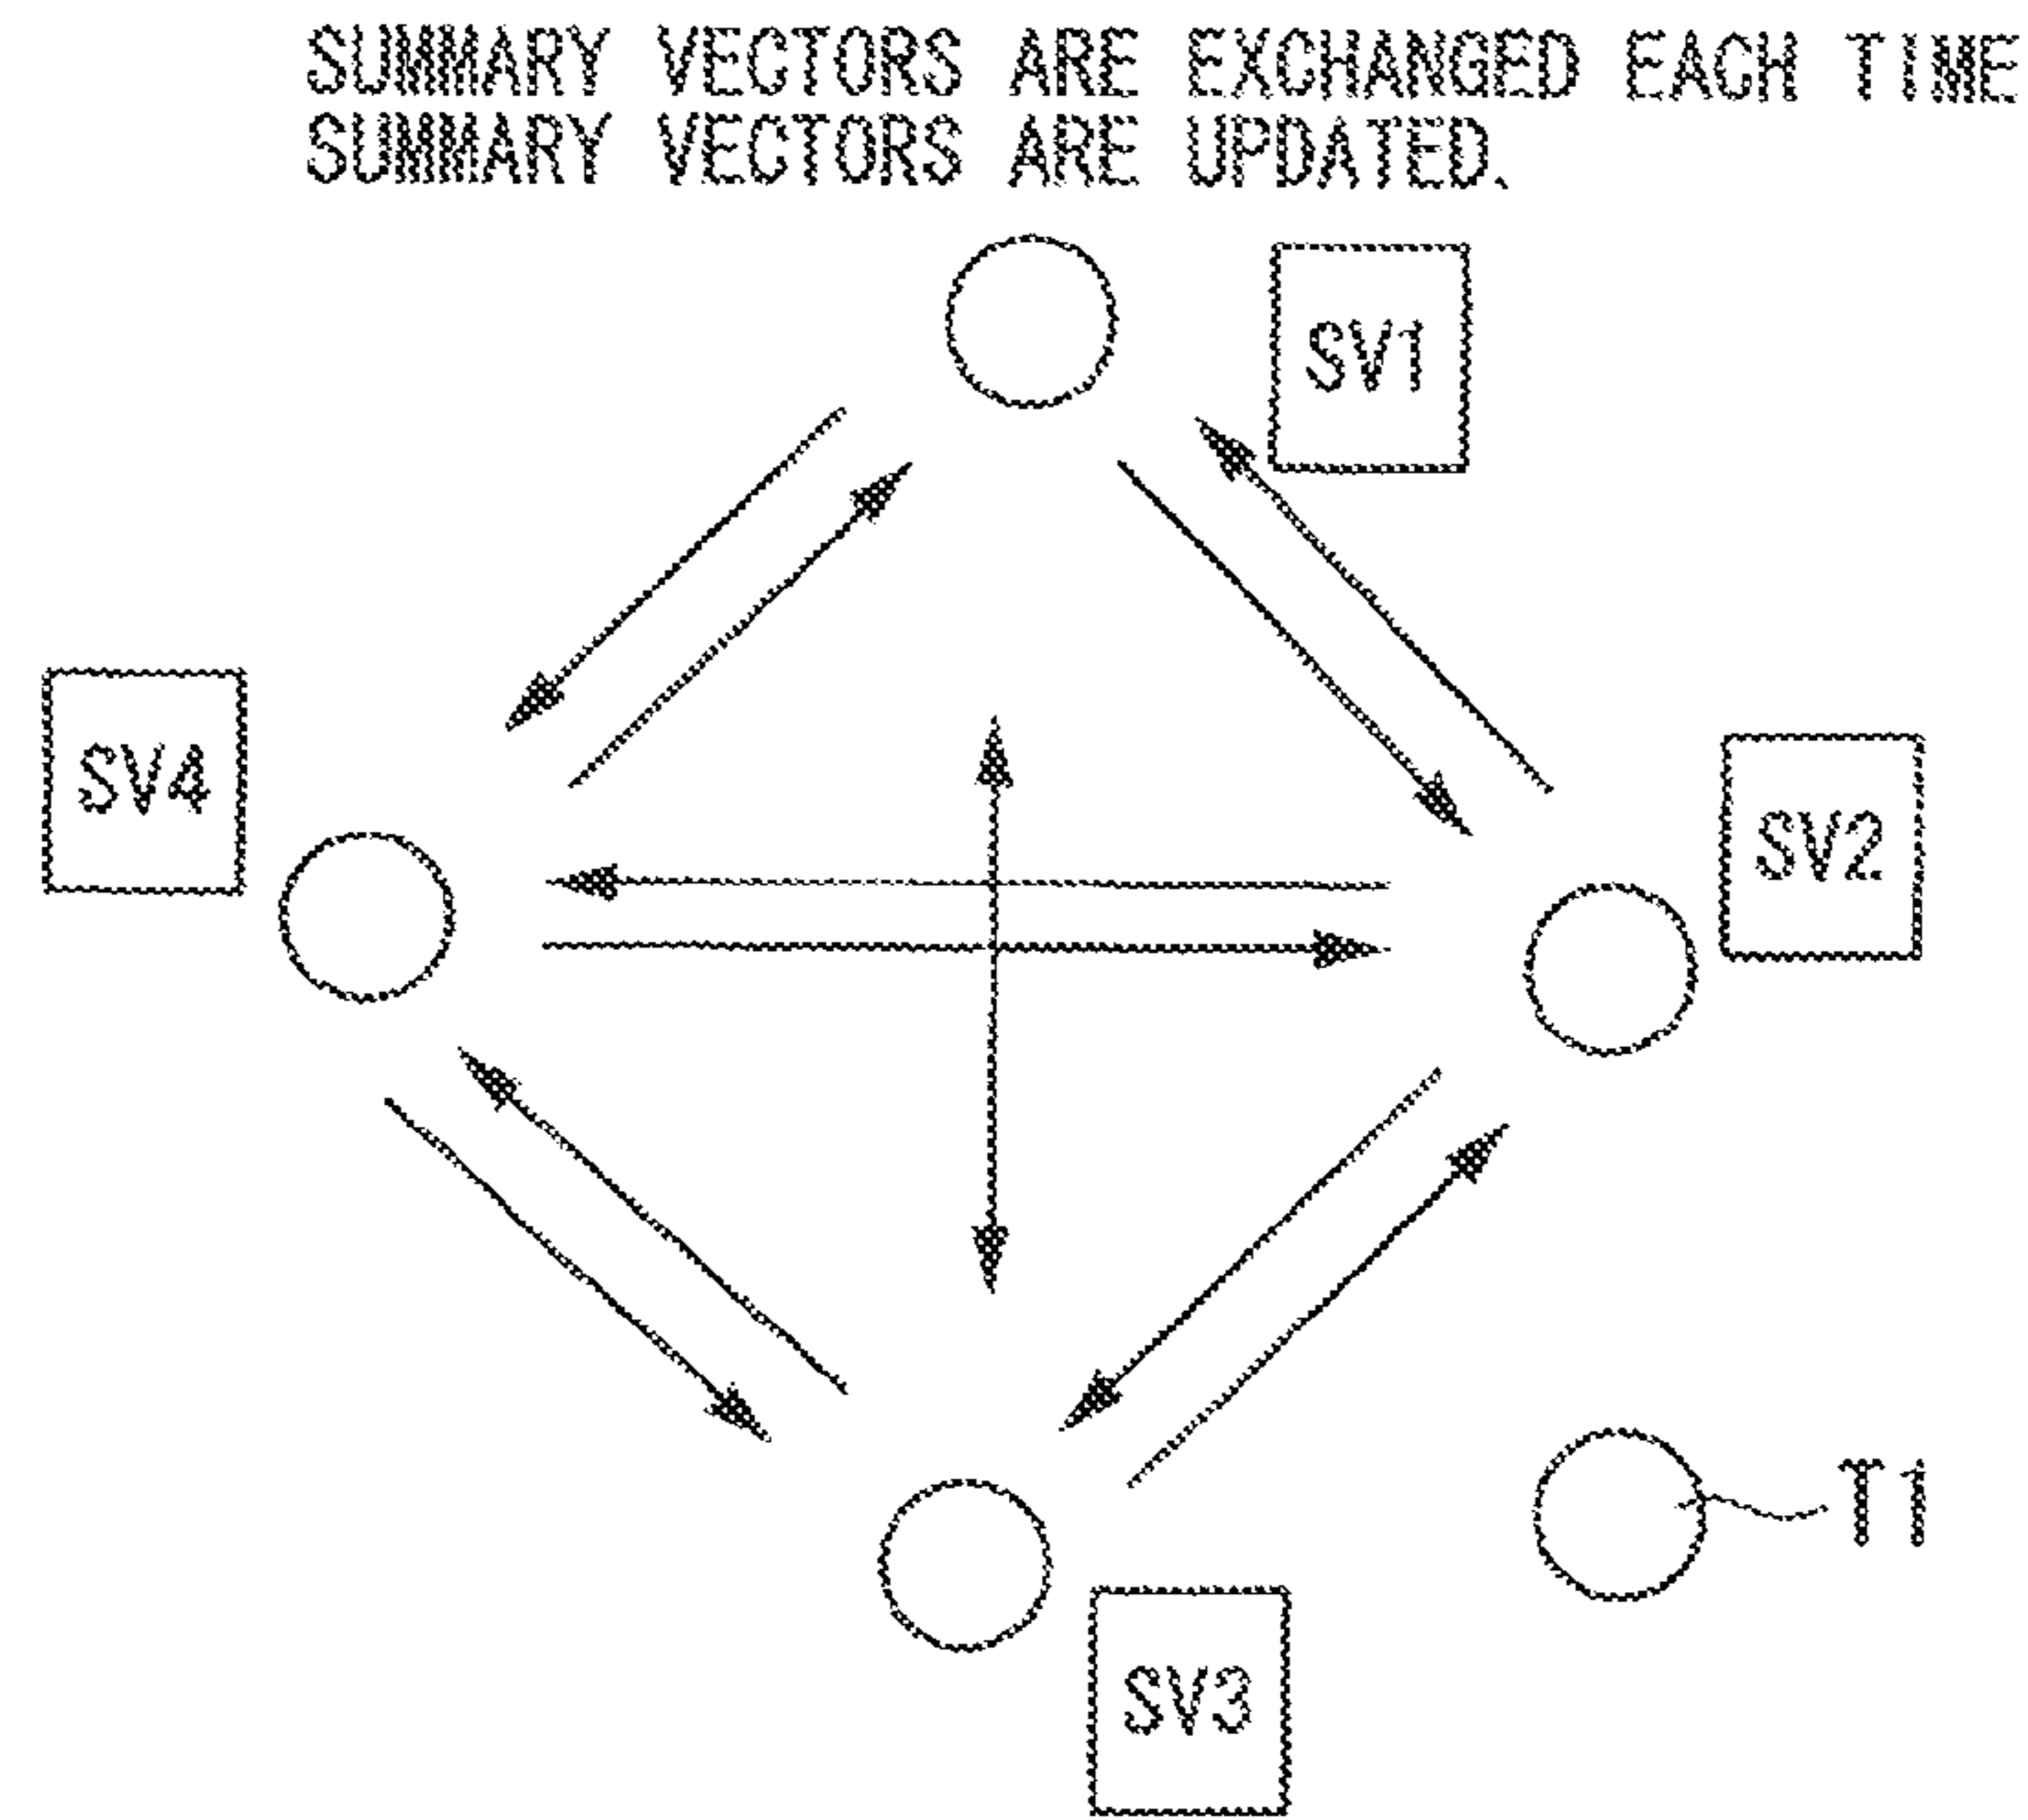 SUMMARY VECTORS ARE EXCHANGED EACH TIME
SUMMARY VECTORS ARE UPDATED.
SV1
SV4
SV2
T1
SV3